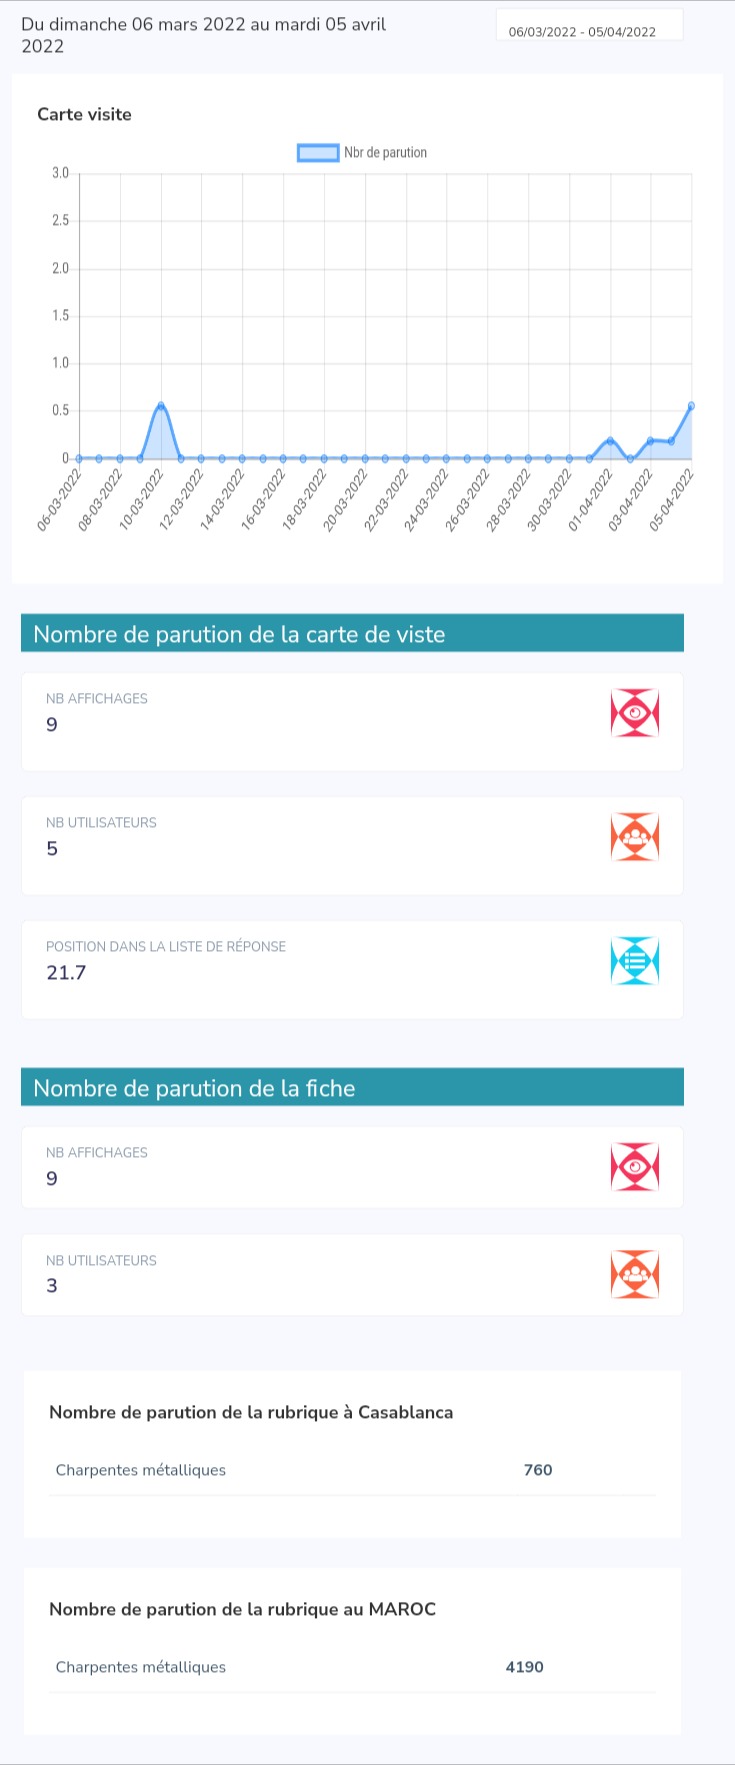 Du dimanche 06 mars 2022 au mardi 05 avril
2022
06/03/2022 - 05/04/2022
Carte visite
Nbr de parution
3.0
2.5
2.0
1.5
1.0
0.5
0
06-03-2022
08-03-2022
10-03-2022
12-03-2022
14-03-2022
16-03-2022
18-03-2022
20-03-2022
22-03-2022
24-03-2022
26-03-2022
28-03-2022
30-03-2022
01-04-2022
03-04-2022
05-04-2022
Nombre de parution de la carte de viste
NB AFFICHAGES
9
NB UTILISATEURS
5
POSITION DANS LA LISTE DE RÉPONSE
21.7
Nombre de parution de la fiche
NB AFFICHAGES
9
NB UTILISATEURS
3
Nombre de parution de la rubrique à Casablanca
Charpentes métalliques 760
Nombre de parution de la rubrique au MAROC
Charpentes métalliques 4190